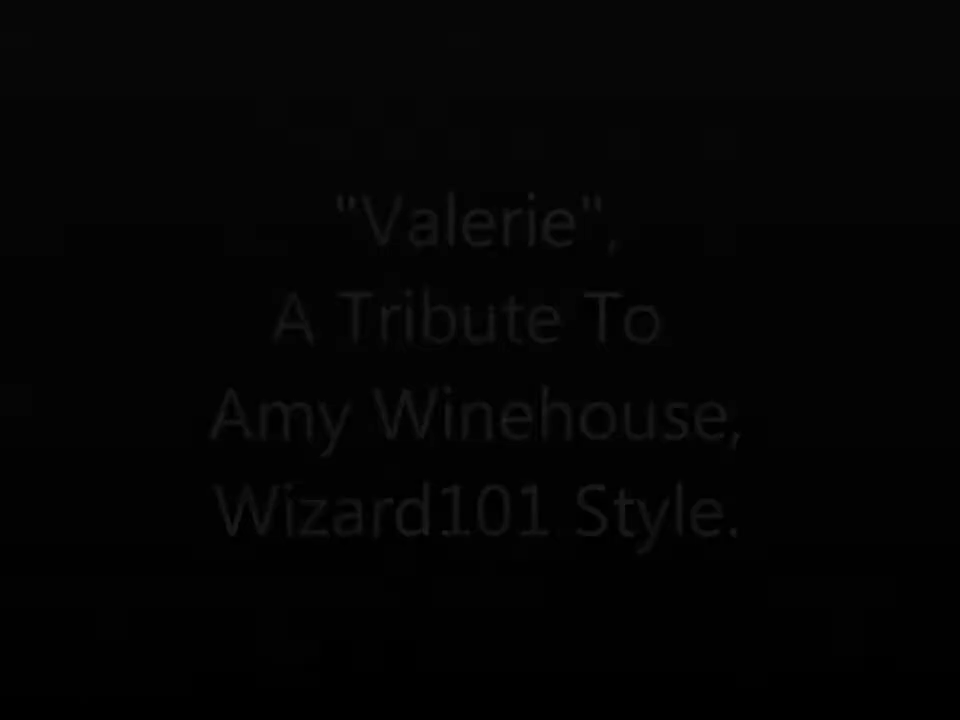 "Valerie",
A Tribute To
Amy Winehouse,
Wizard101 Style.